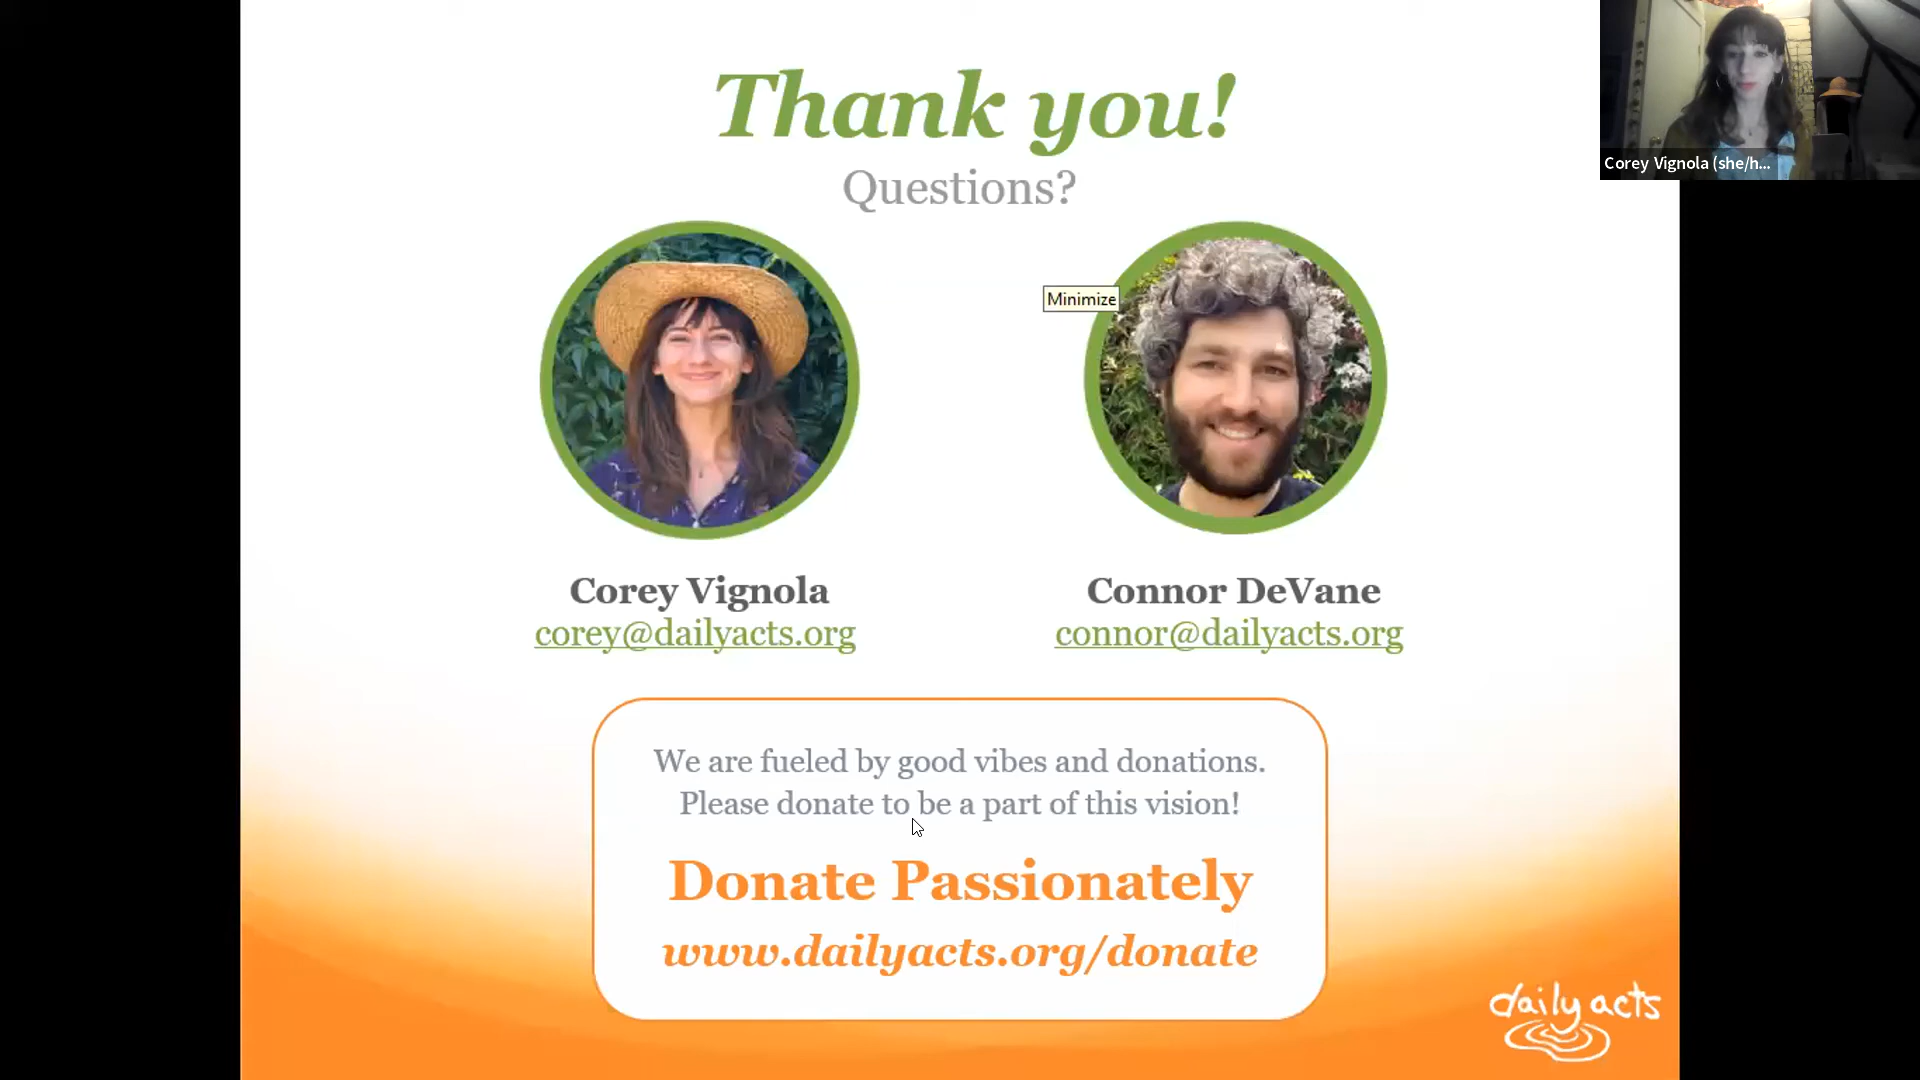 Thank you!
Questions?
Corey Vignola (she/h...
Minimize
Corey Vignola
corey@dailyacts.org
Connor DeVane
connor@dailyacts.org
We are fueled by good vibes and donations.
Please donate to be a part of this vision!
Donate Passionately
www.dailyacts.org/donate
daily acts